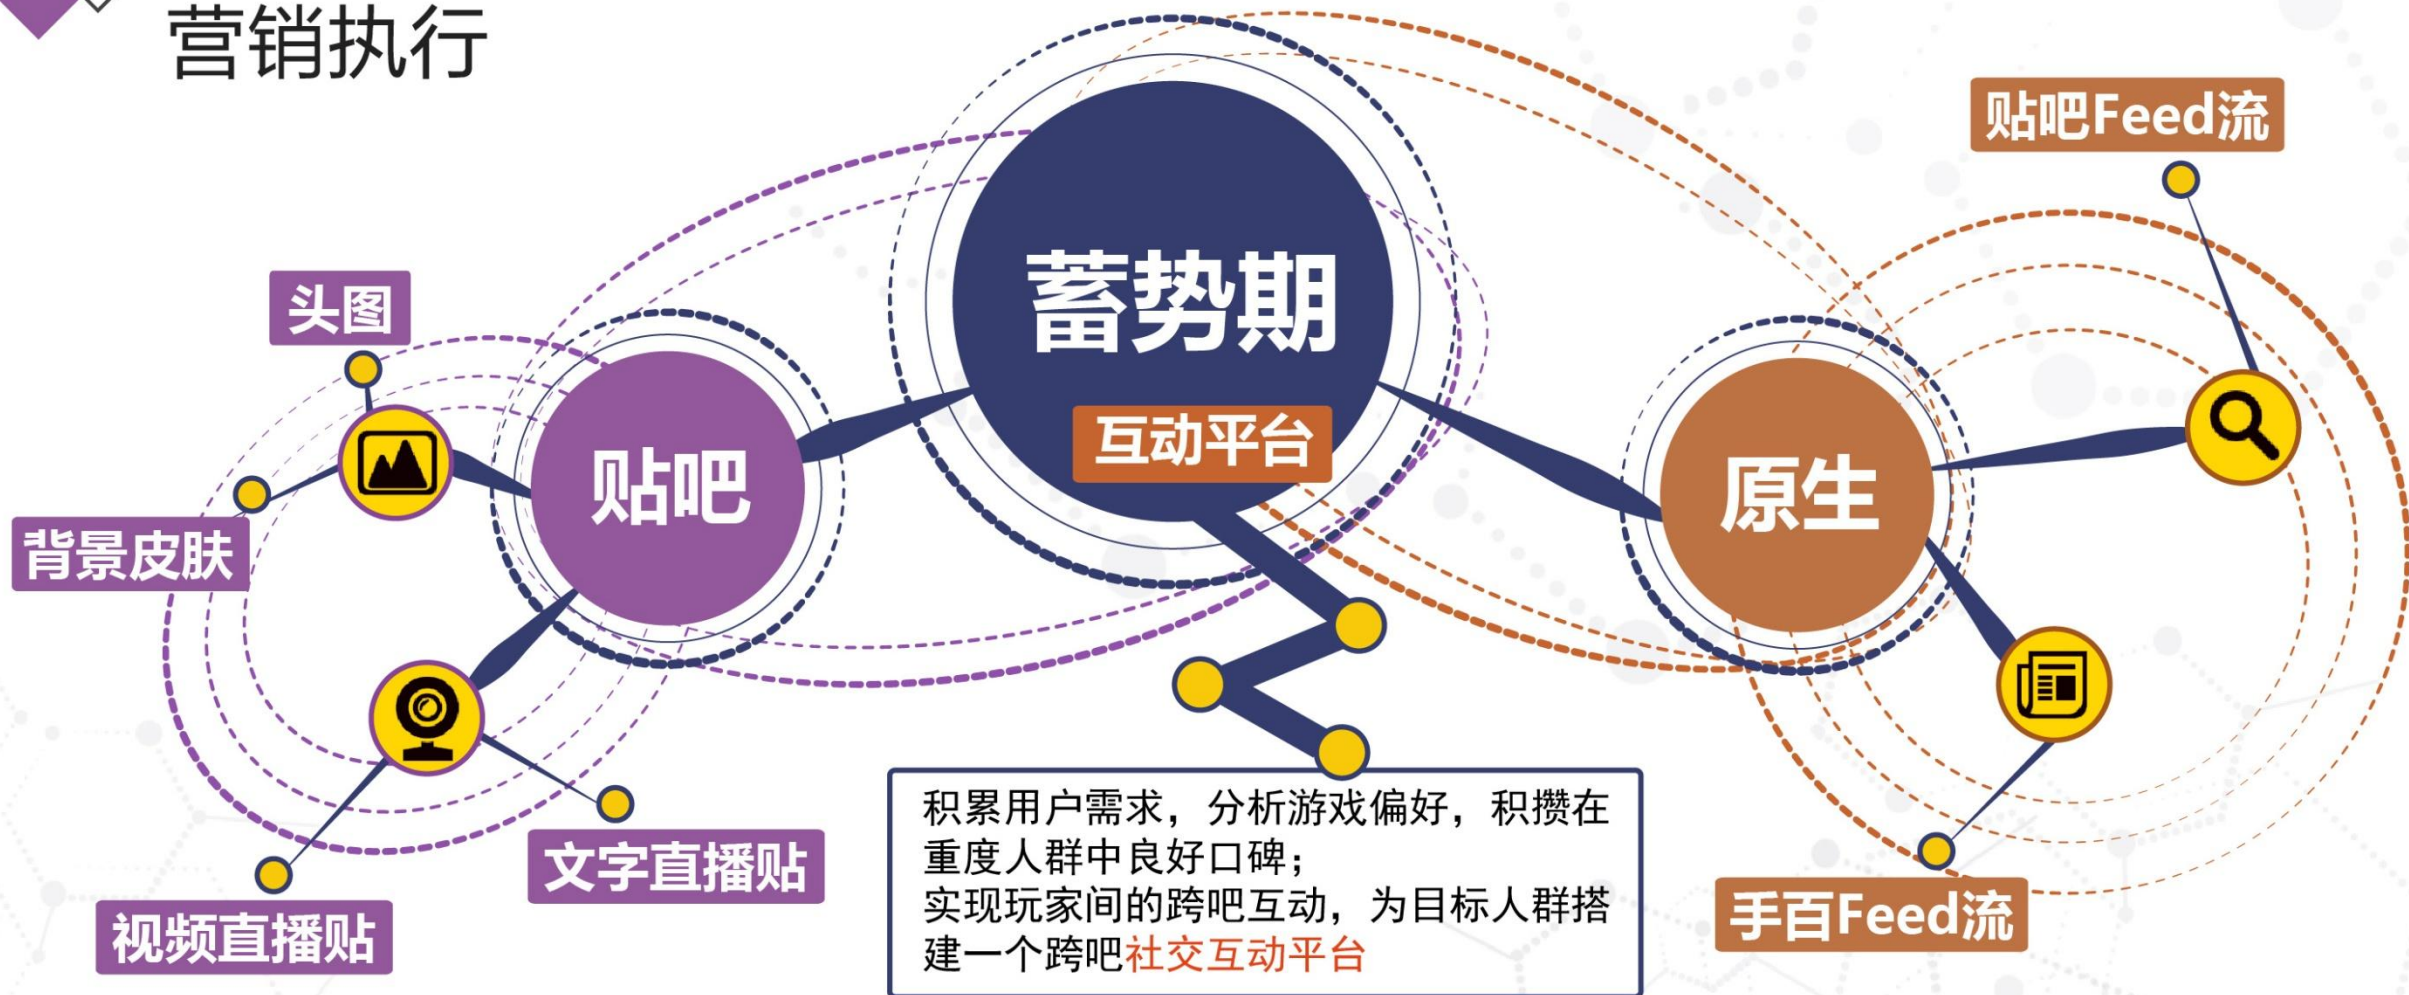 营销执行
贴吧Feed流
蓄势期
头图
互动平台
贴吧
原生
背景皮肤
文字直播贴
视频直播贴
手百Feed流
积累用户需求，分析游戏偏好，积攒在
重度人群中良好口碑；
实现玩家间的跨吧互动，为目标人群搭
建一个跨吧社交互动平台